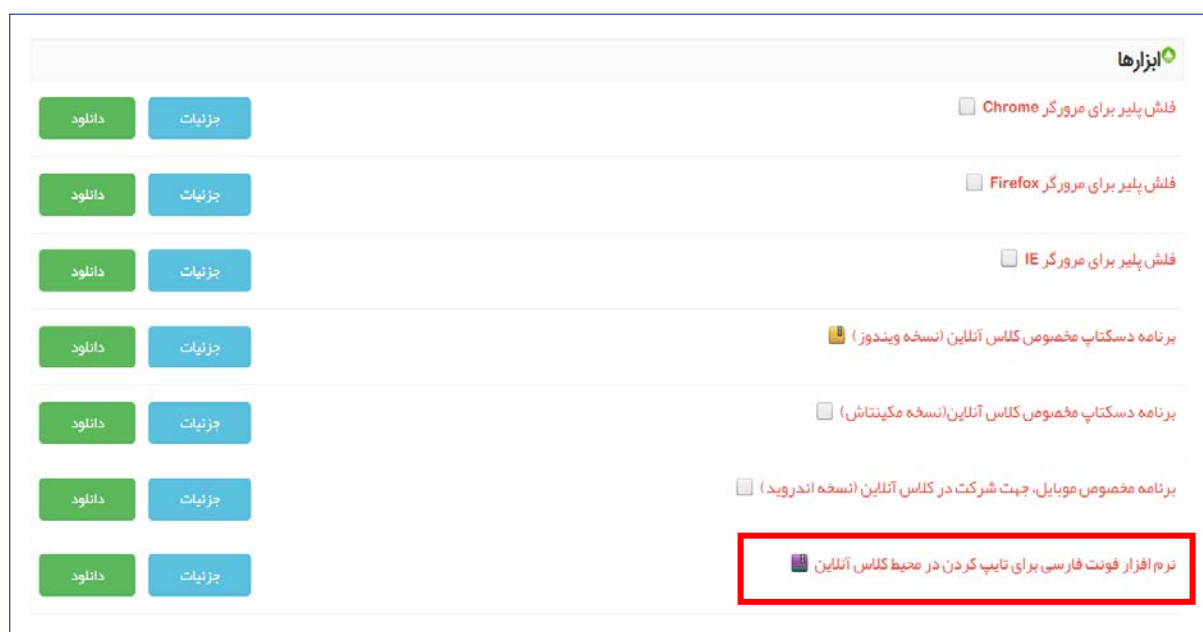 ابزارها
فلش پلیر برای مرورگر Chrome
جزئیات
دانلود
فلش پلیر برای مرورگر Firefox
جزئیات
دانلود
فلش پلیر برای مرورگر IE
جزئیات
دانلود
برنامه دسکتاپ مخصوص کلاس آنلاین (نسخه ویندوز )
جزئیات
دانلود
برنامه دسکتاپ مخصوص کلاس آنلاین(نسخه مکینتاش)
جزئیات
دانلود
برنامه مخصوص موبایل، جهت شرکت در کلاس آنلاین (نسخه اندروید )
جزئیات
دانلود
نرم افزار فونت فارسی برای تایپ کردن در محیط کلاس آنلاین
جزئیات
دانلود